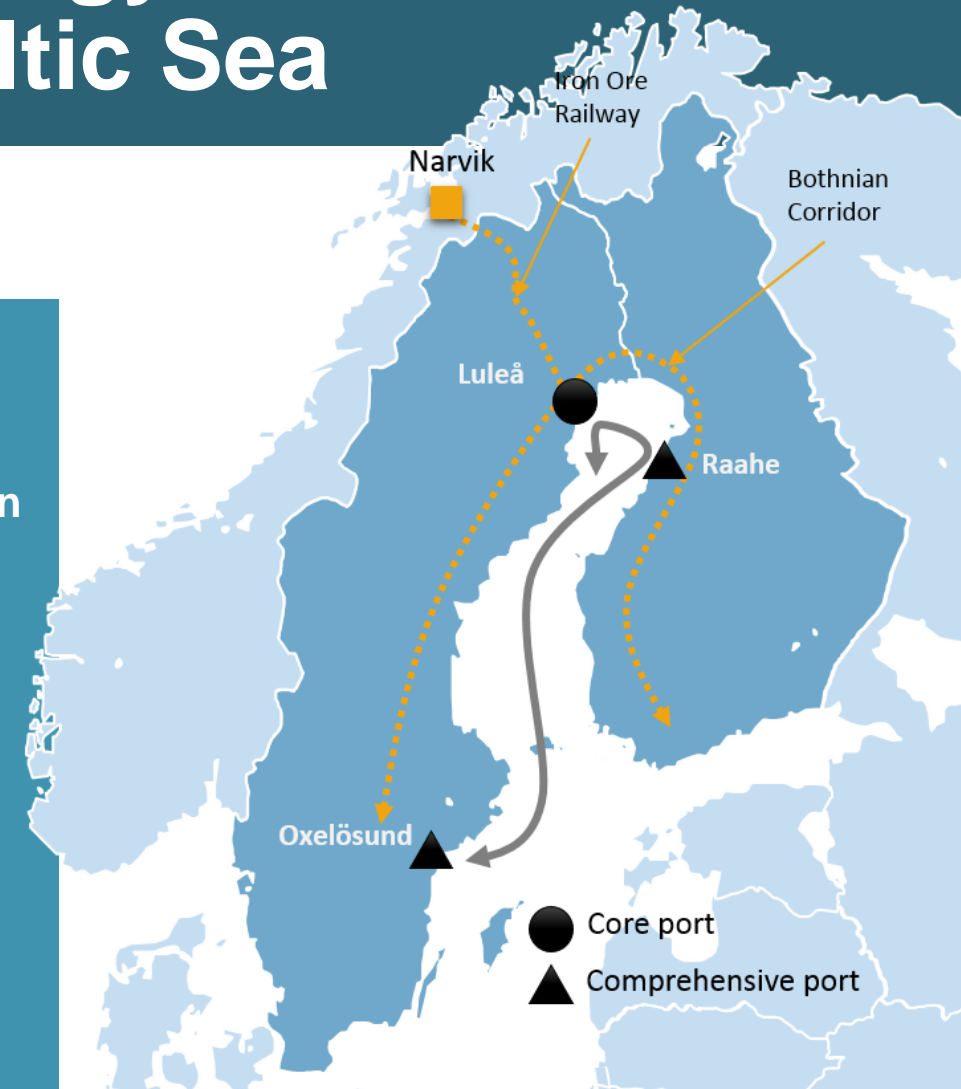 ltic Sea
Iron Ore
Railway
Narvik
Bothnian
Corridor
Luleå
Raahe
n
Oxelösund
Core port
Comprehensive port